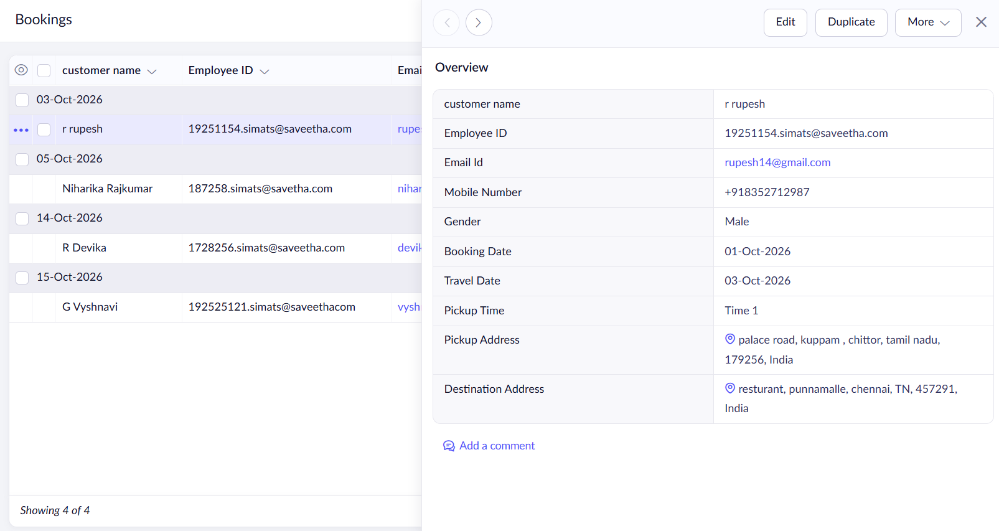 Bookings
Edit
Duplicate
More
customer name
Employee ID
Emai
03-Oct-2026
r rupesh
19251154.simats@saveetha.com
rupe
05-Oct-2026
Niharika Rajkumar
187258.simats@savetha.com
nihar
14-Oct-2026
R Devika
1728256.simats@saveetha.com
devik
15-Oct-2026
G Vyshnavi
192525121.simats@saveethacom
vysh
Showing 4 of 4
Overview
customer name
r rupesh
Employee ID
19251154.simats@saveetha.com
Email Id
rupesh14@gmail.com
Mobile Number
+918352712987
Gender
Male
Booking Date
01-Oct-2026
Travel Date
03-Oct-2026
Pickup Time
Time 1
Pickup Address
palace road, kuppam , chittor, tamil nadu,
179256, India
Destination Address
resturant, punnamalle, chennai, TN, 457291,
India
Add a comment